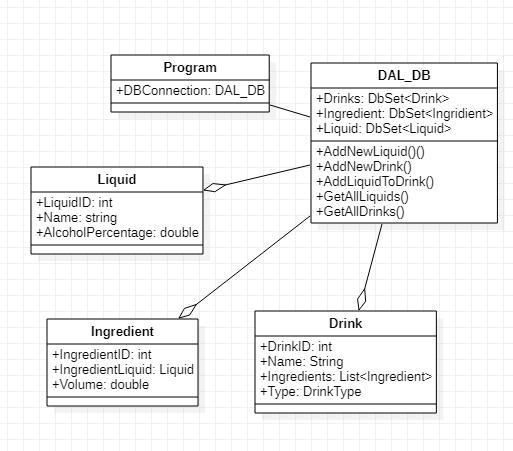 Program
+DBConnection: DAL_DB
DAL_DB
+Drinks: DbSet<Drink>
+Ingredient: DbSet<Ingridient>
+Liquid: DbSet<Liquid>
+AddNewLiquid()()
+AddNewDrink()
+AddLiquidToDrink()
+GetAllLiquids()
+GetAllDrinks()
Liquid
+LiquidID: int
+Name: string
+AlcoholPercentage: double
Ingredient
+IngredientID: int
+IngredientLiquid: Liquid
+Volume: double
Drink
+DrinkID: int
+Name: String
+Ingredients: List<Ingredient>
+Type: DrinkType